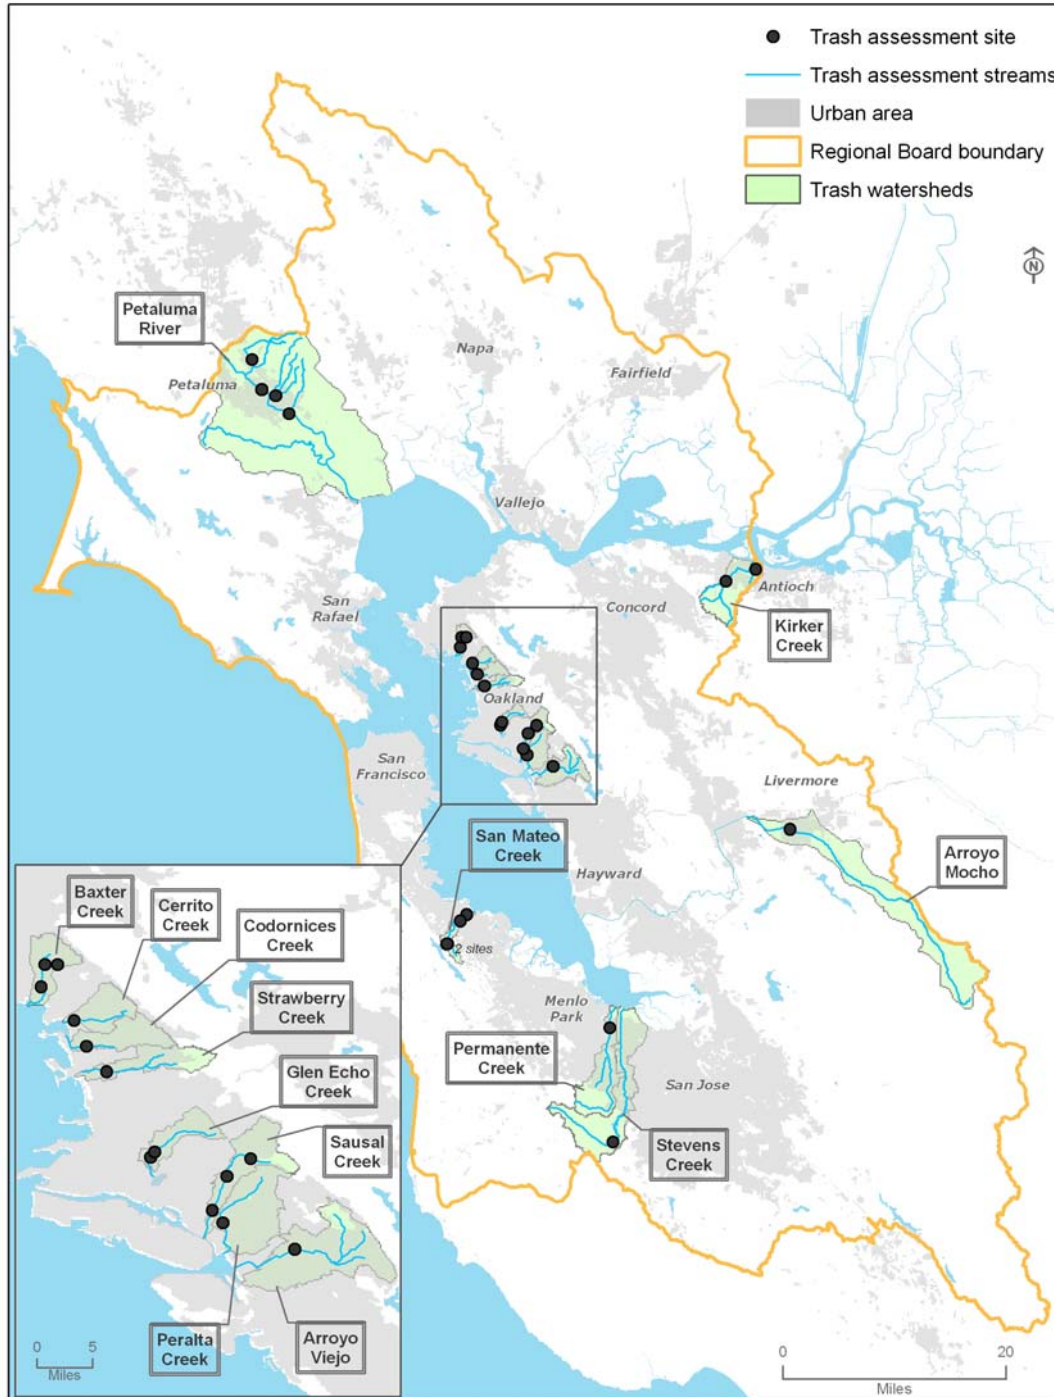 Trash assessment site
Trash assessment streams
Urban area
Regional Board boundary
Trash watersheds
N
Petaluma
River
Petaluma
Napa
Fairfield
Vallejo
San
Rafael
Concord
Antioch
Kirker
Creek
Oakland
San
Francisco
Livermore
San Mateo
Creek
Hayward
Arroyo
Mocho
2 sites
Menlo
Park
Permanente
Creek
San Jose
Stevens
Creek
Baxter
Creek
Cerrito
Creek
Codornices
Creek
Strawberry
Creek
Glen Echo
Creek
Sausal
Creek
Peralta
Creek
Arroyo
Viejo
0 5
Miles
0 20
Miles